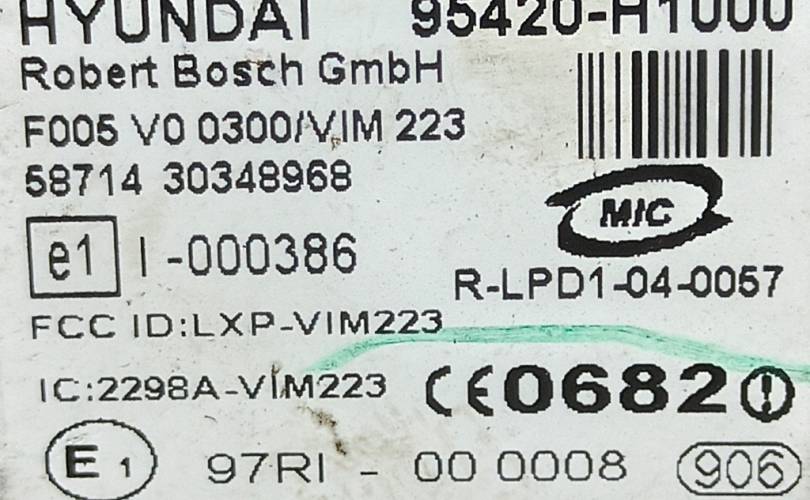 HYUNDAI 95420-H1000
Robert Bosch GmbH
F005 V0 0300/VIM 223
58714 30348968
MIC
e1 I -000386
R-LPD1-04-0057
FCC ID:LXP-VIM223
IC:2298A-VIM223 CE0682!
E 1 97RI - 00 0008 906